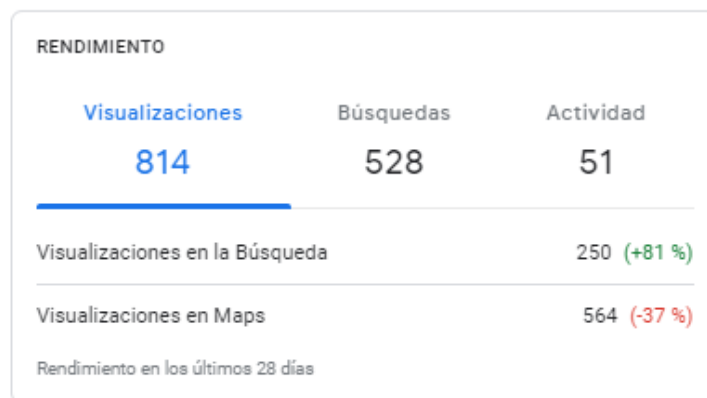 RENDIMIENTO
Visualizaciones Búsquedas Actividad
814 528 51
Visualizaciones en la Búsqueda 250 (+81 %)
Visualizaciones en Maps 564 (-37 %)
Rendimiento en los últimos 28 días